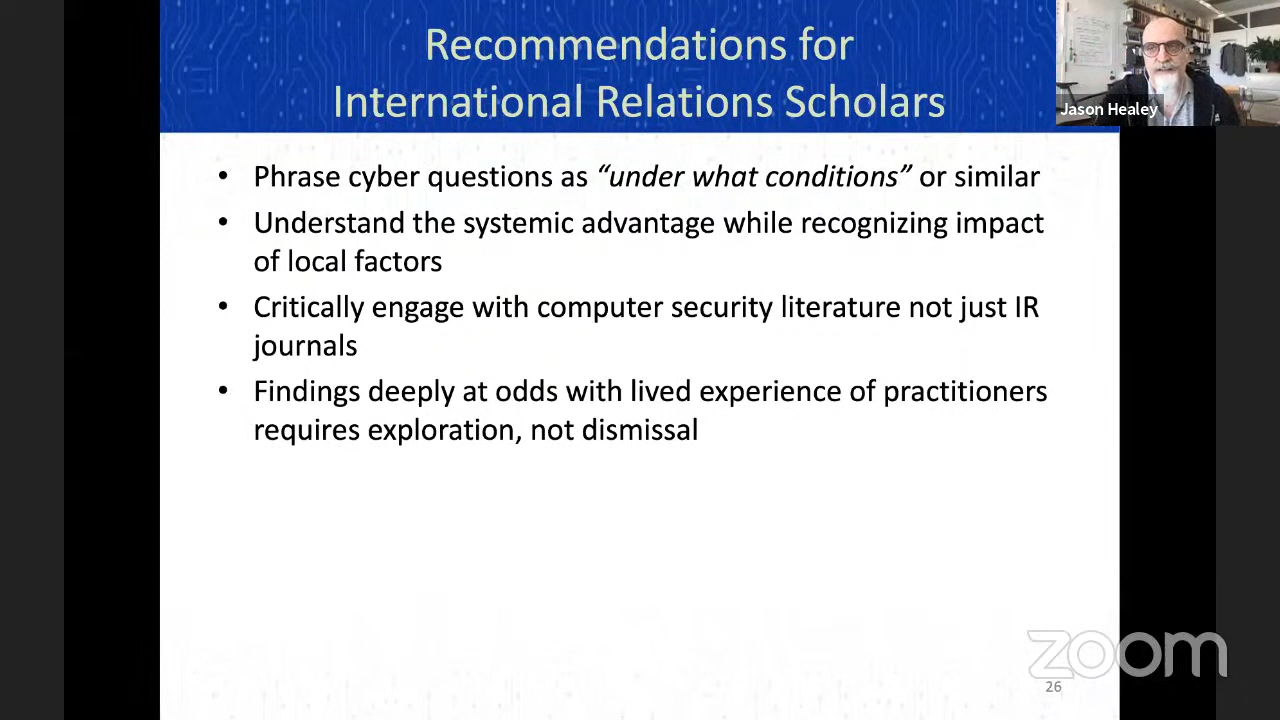 Recommendations for
International Relations Scholars
Jason Healey
• Phrase cyber questions as “under what conditions” or similar
• Understand the systemic advantage while recognizing impact
of local factors
• Critically engage with computer security literature not just IR
journals
• Findings deeply at odds with lived experience of practitioners
requires exploration, not dismissal
zoom
26